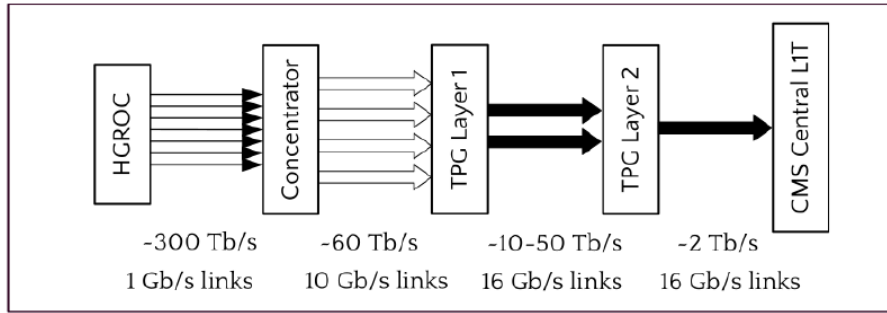 HGROC
Concentrator
TPG Layer 1
TPG Layer 2
CMS Central L1T
~300 Tb/s
~60 Tb/s
~10-50 Tb/s
~2 Tb/s
1 Gb/s links
10 Gb/s links
16 Gb/s links
16 Gb/s links